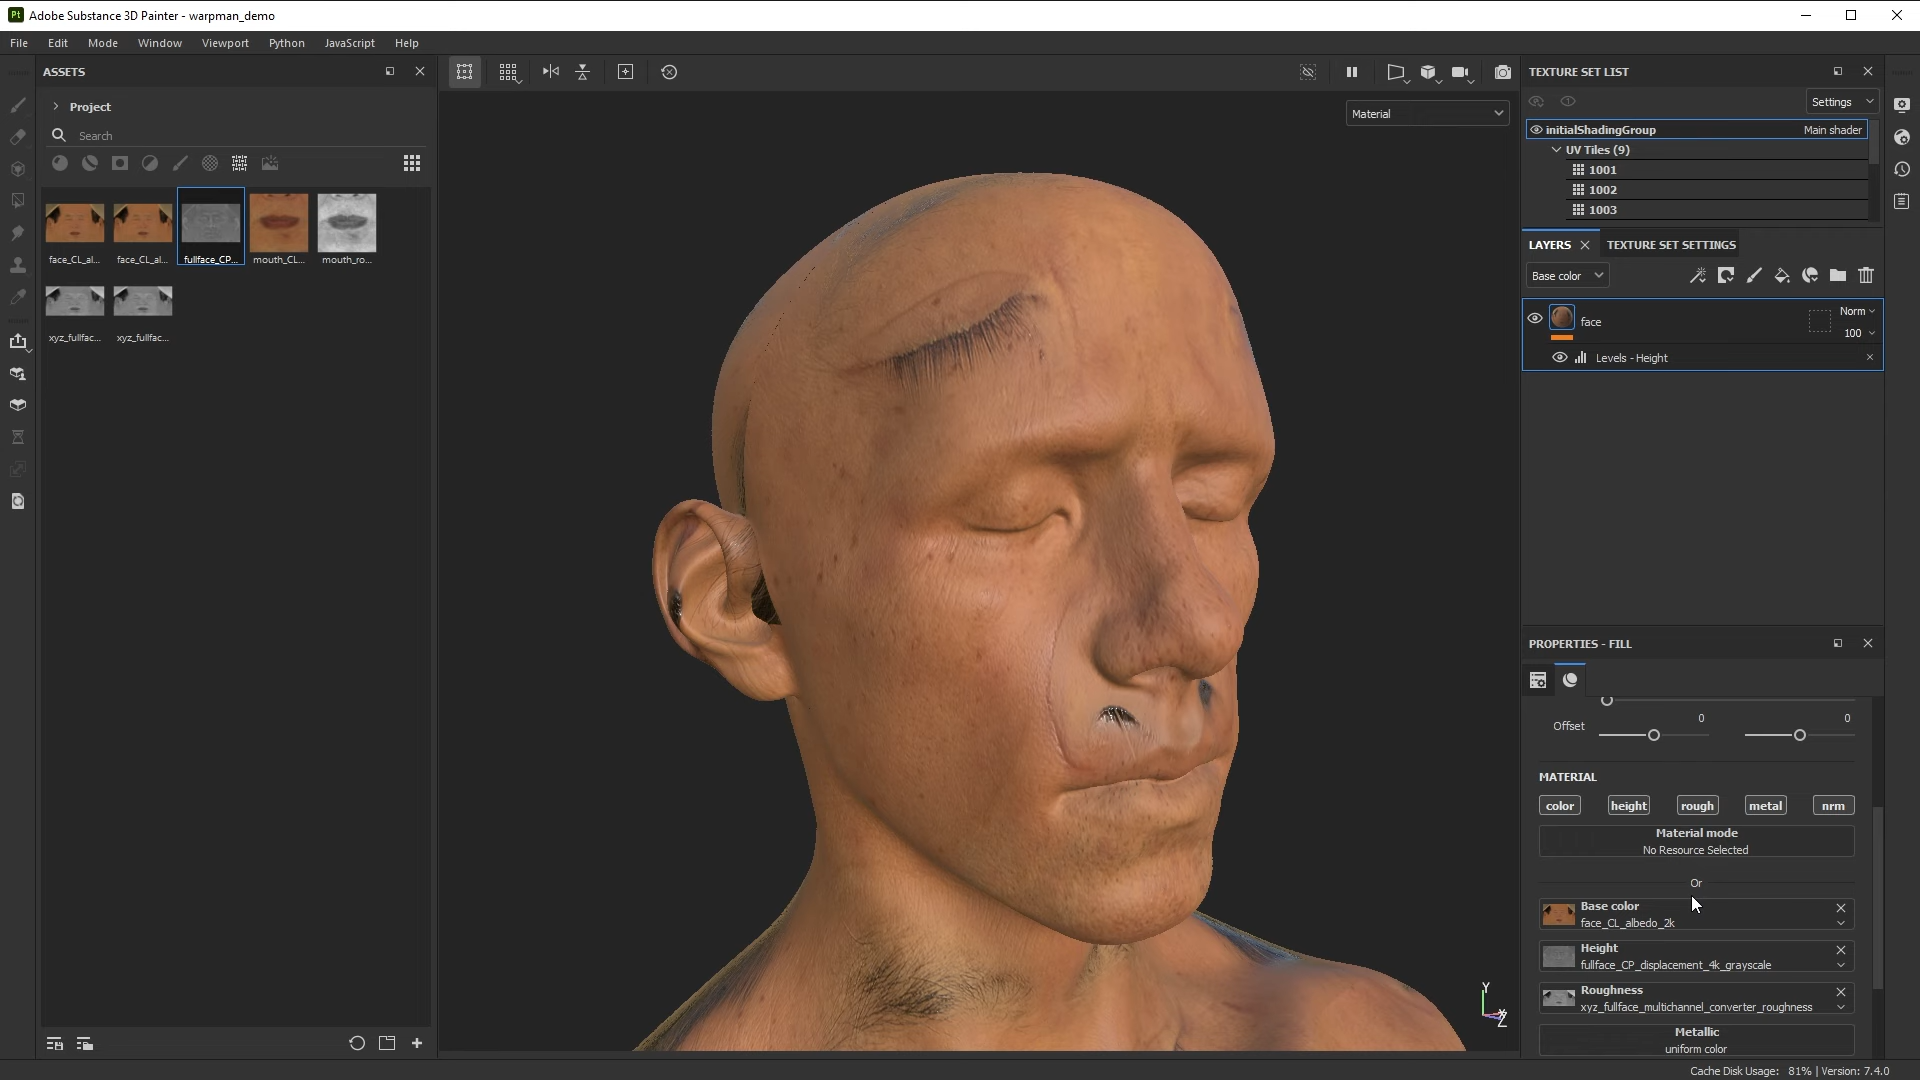 Pt Adobe Substance 3D Painter - warpman_demo
File Edit Mode Window Viewport Python JavaScript Help
ASSETS
Project
Search
face_CL_al... face_CL_al... fullface_CP... mouth_CL... mouth_ro...
xyz_fullfac... xyz_fullfac...
Material
Y
X
Z
TEXTURE SET LIST
Settings
initialShadingGroup Main shader
UV Tiles (9)
1001
1002
1003
LAYERS TEXTURE SET SETTINGS
Base color
face Norm
100
Levels - Height
PROPERTIES - FILL
0 0
Offset
MATERIAL
color height rough metal nrm
Material mode
No Resource Selected
Or
Base color
face_CL_albedo_2k
Height
fullface_CP_displacement_4k_grayscale
Roughness
xyz_fullface_multichannel_converter_roughness
Metallic
uniform color
Cache Disk Usage: 81% | Version: 7.4.0